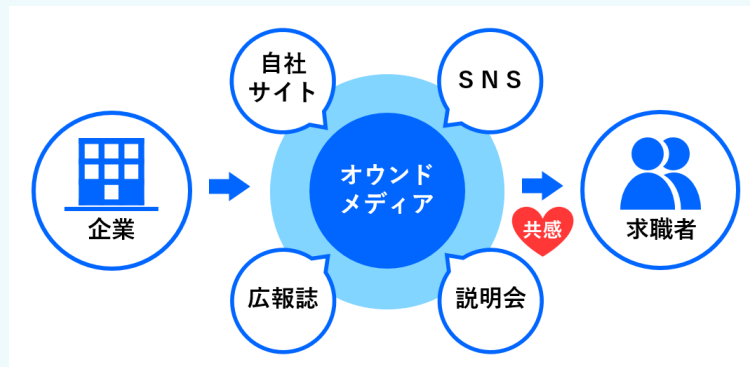 自社
サイト
ＳＮＳ
企業
オウンド
メディア
共感
求職者
広報誌
説明会